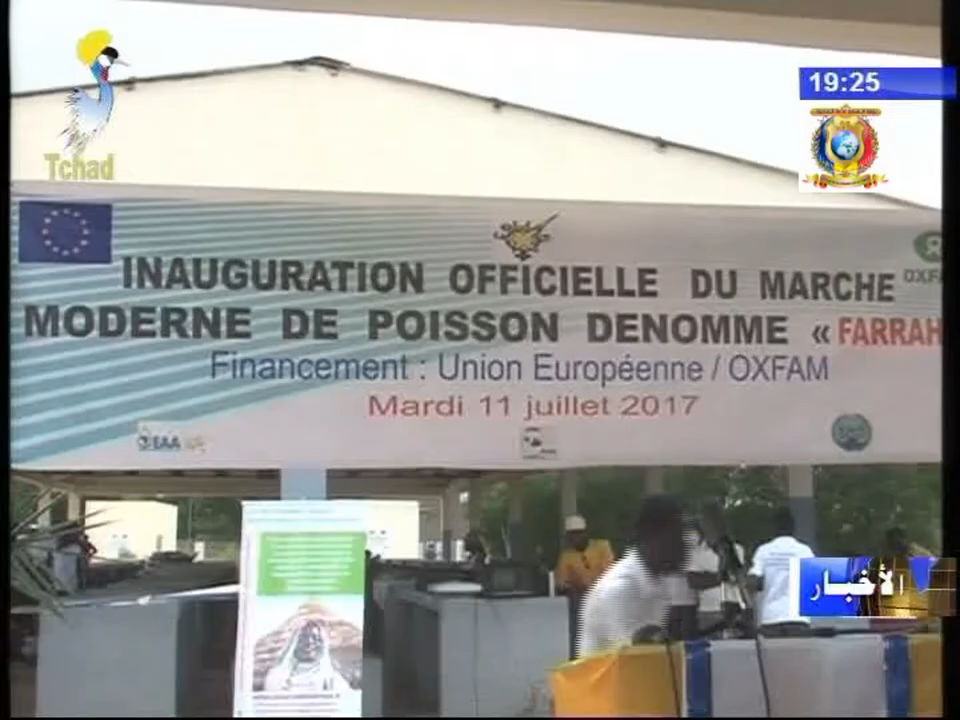 19:25
Tchad
INAUGURATION OFFICIELLE DU MARCHE
OXFA
MODERNE DE POISSON DENOMME « FARRAH
Financement : Union Européenne / OXFAM
Mardi 11 juillet 2017
الأخبار